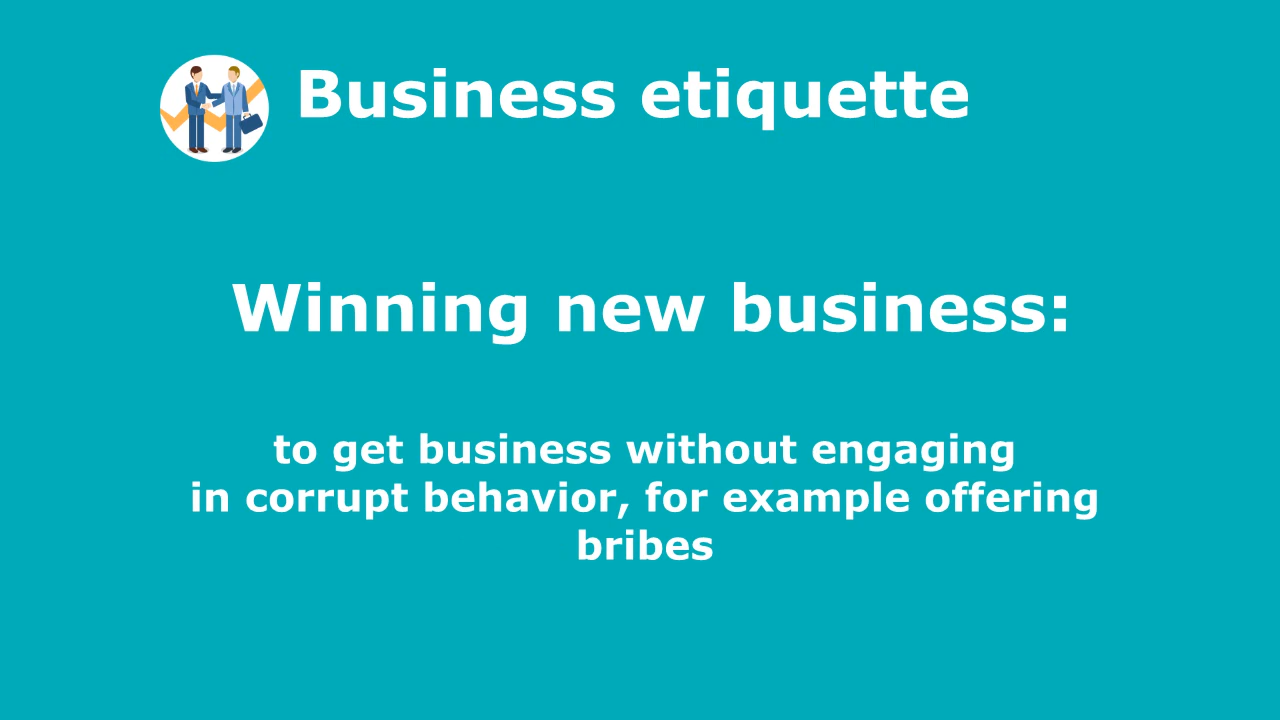 Business etiquette
Winning new business:
to get business without engaging
in corrupt behavior, for example offering
bribes